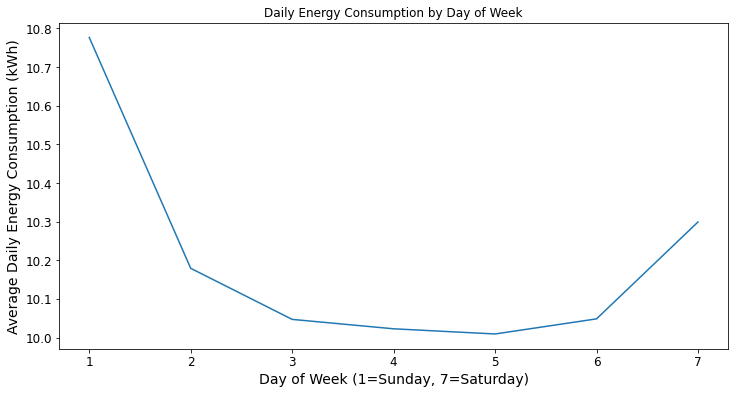 Daily Energy Consumption by Day of Week
Average Daily Energy Consumption (kWh)
10.8
10.7
10.6
10.5
10.4
10.3
10.2
10.1
10.0
1 2 3 4 5 6 7
Day of Week (1=Sunday, 7=Saturday)